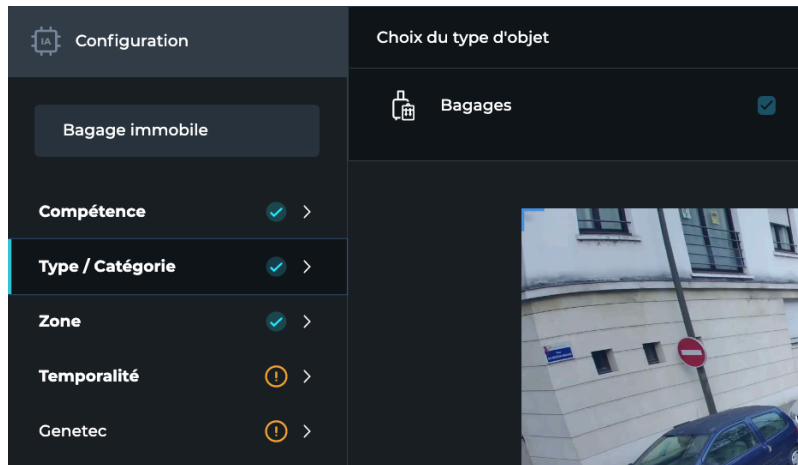 IA
Configuration
Choix du type d'objet
Bagages
Bagage immobile
Compétence
Type / Catégorie
Zone
Temporalité
Genetec